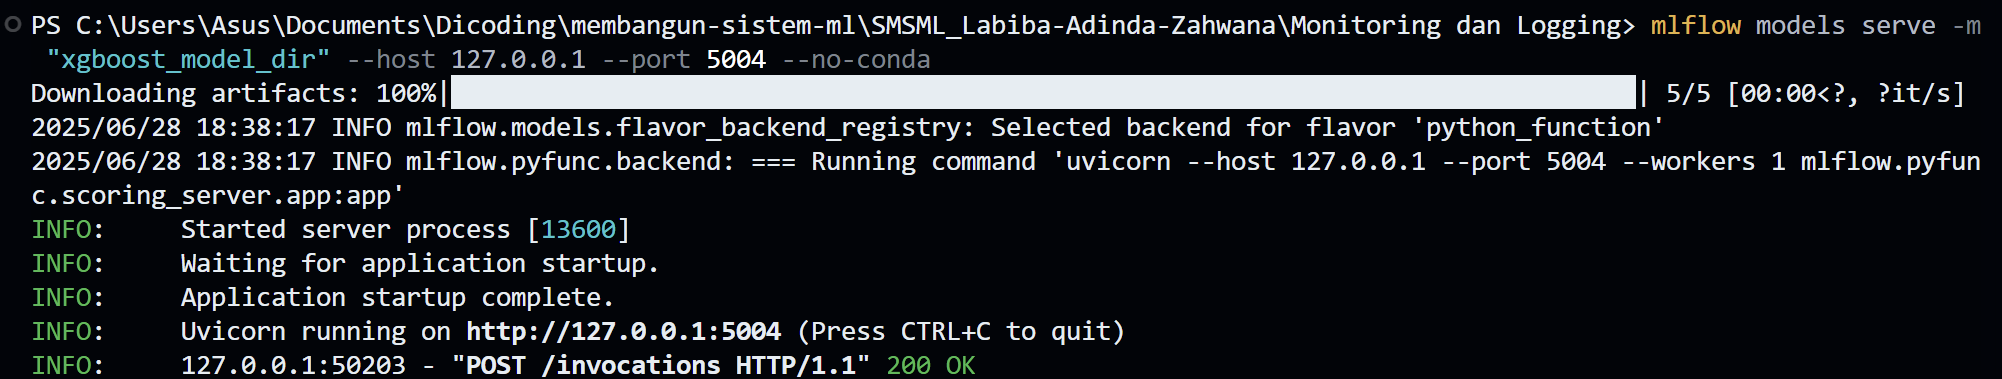 PS C:\Users\Asus\Documents\Dicoding\membangun-sistem-ml\SMSML_Labiba-Adinda-Zahwana\Monitoring dan Logging> mlflow models serve -m
"xgboost_model_dir" --host 127.0.0.1 --port 5004 --no-conda
Downloading artifacts: 100%|██████████| 5/5 [00:00<?, ?it/s]
2025/06/28 18:38:17 INFO mlflow.models.flavor_backend_registry: Selected backend for flavor 'python_function'
2025/06/28 18:38:17 INFO mlflow.pyfunc.backend: === Running command 'uvicorn --host 127.0.0.1 --port 5004 --workers 1 mlflow.pyfun
c.scoring_server.app:app'
INFO:     Started server process [13600]
INFO:     Waiting for application startup.
INFO:     Application startup complete.
INFO:     Uvicorn running on http://127.0.0.1:5004 (Press CTRL+C to quit)
INFO:     127.0.0.1:50203 - "POST /invocations HTTP/1.1" 200 OK